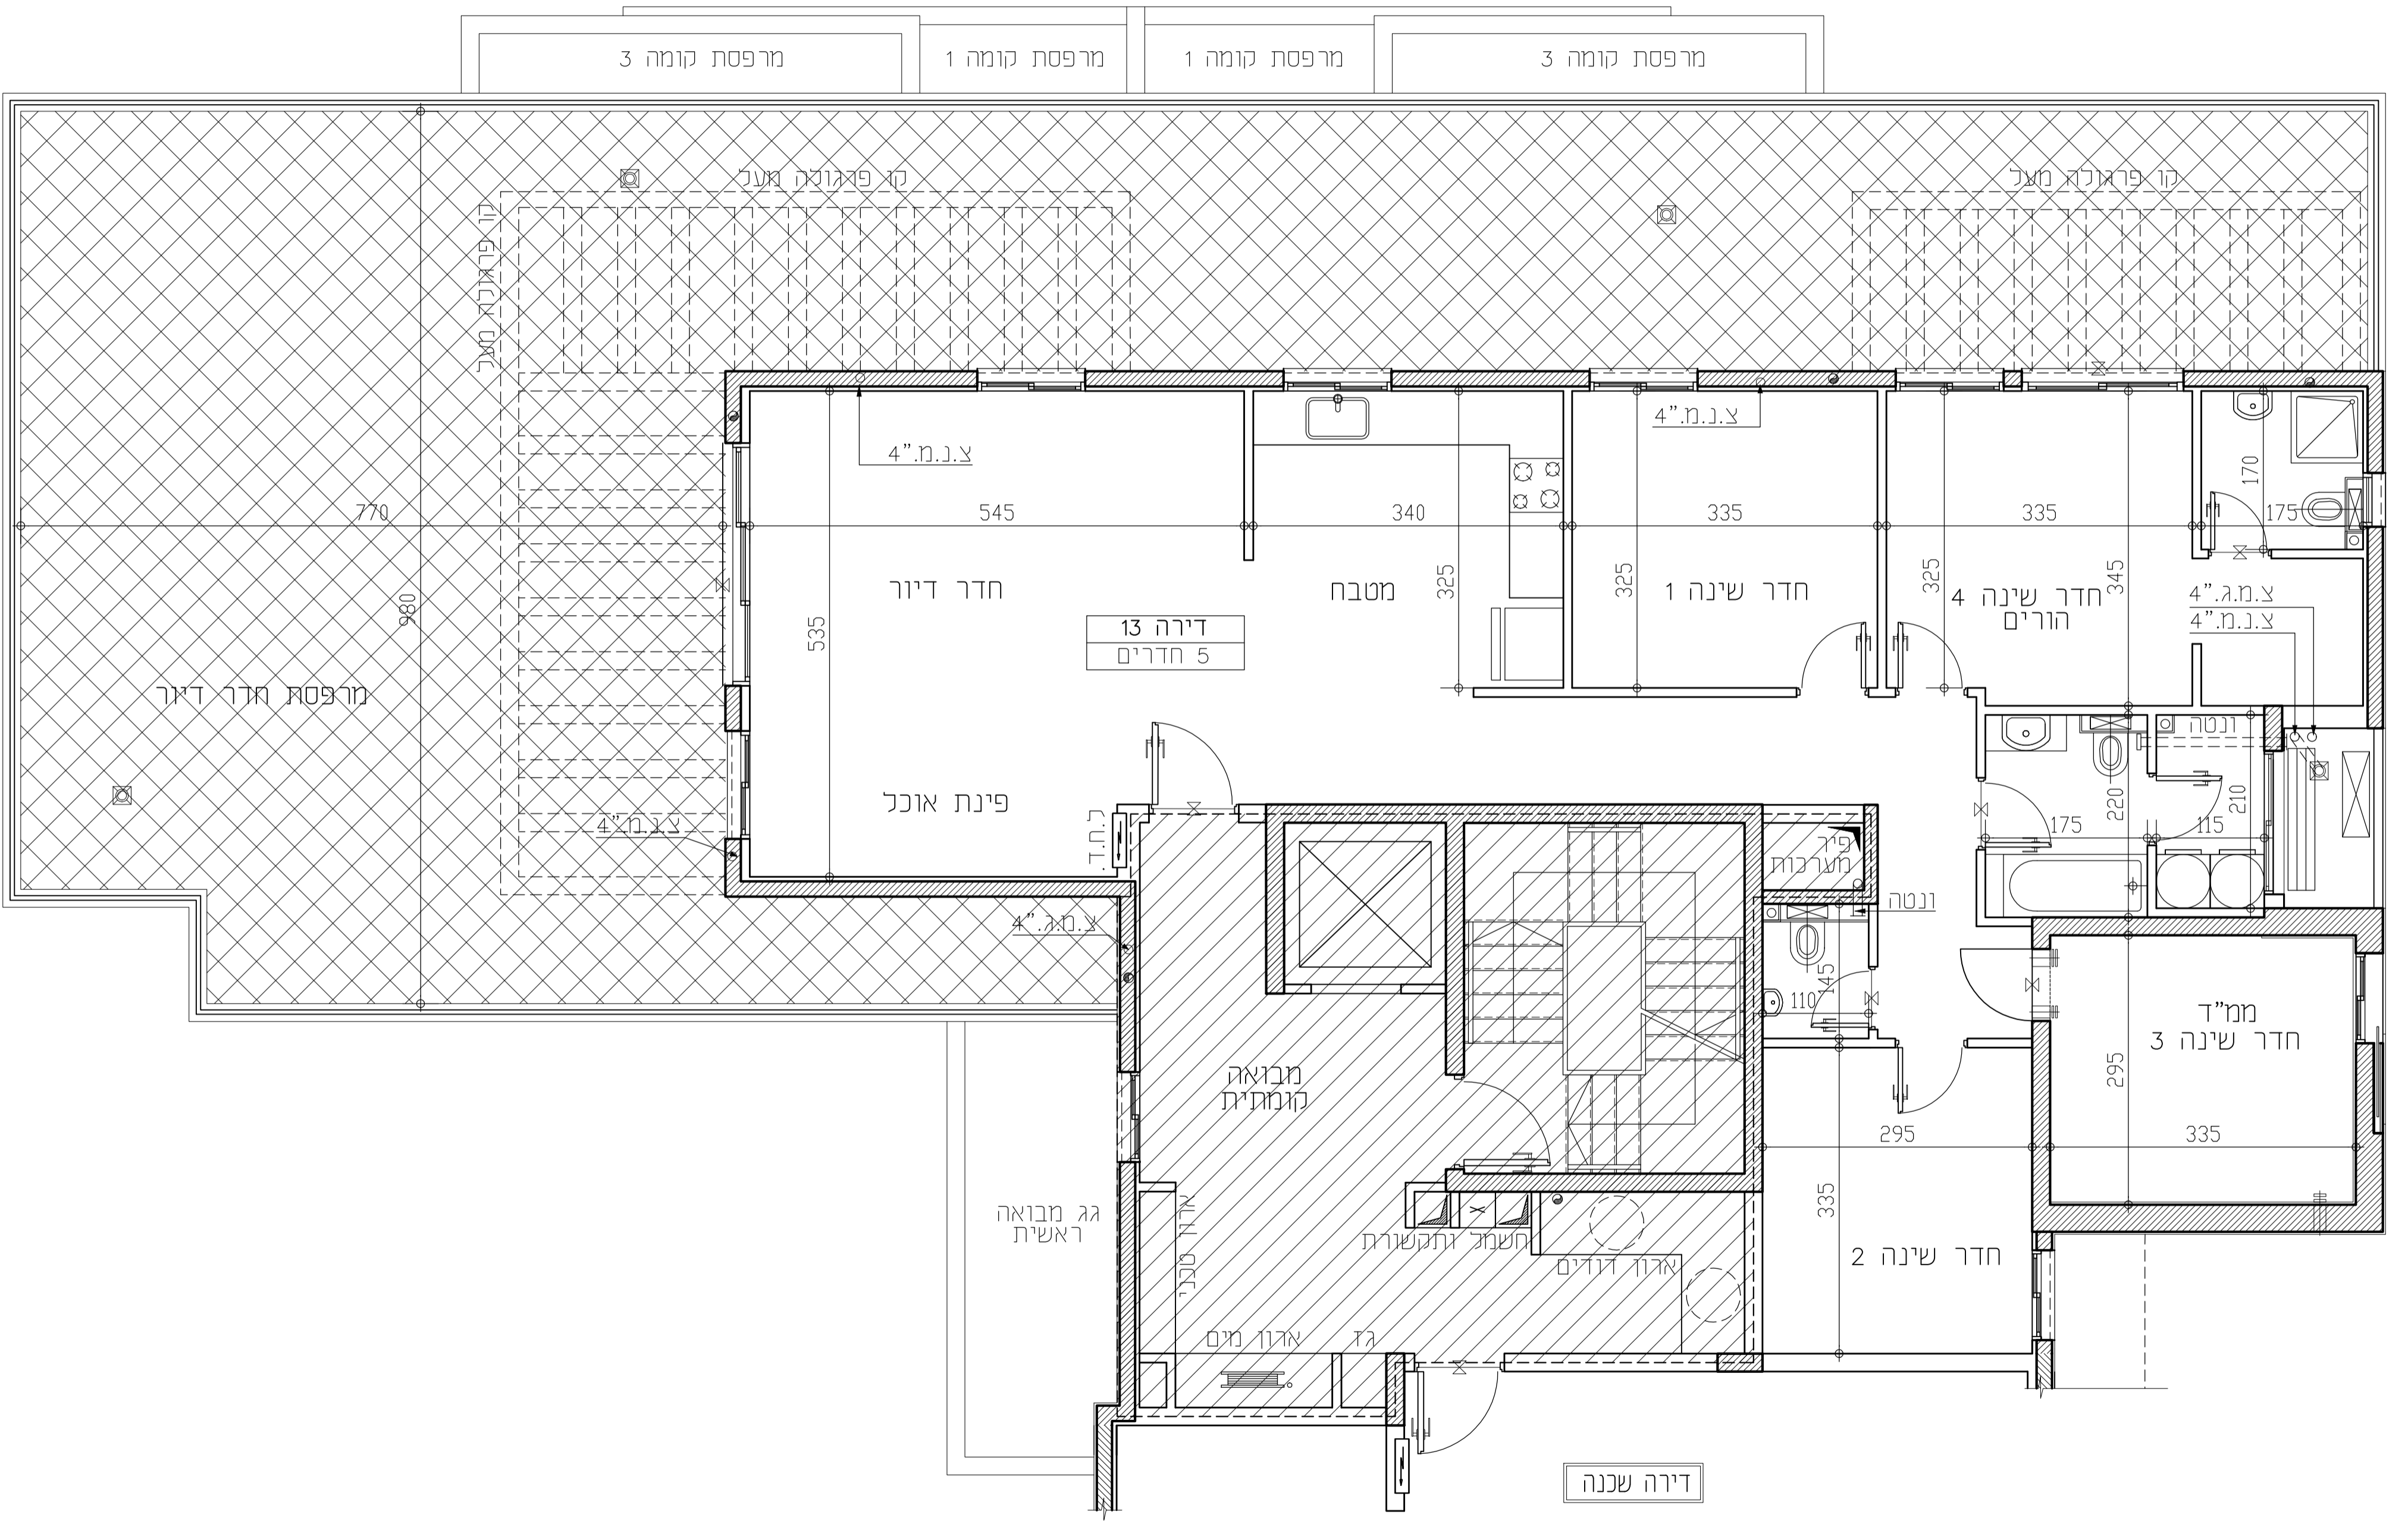 מרפסת קומה 3
מרפסת קומה 1
מרפסת קומה 1
מרפסת קומה 3
קו פרגולה מעל
קו פרגולה מעל
קו פרגולה מעל
צ.נ.מ.”4
צ.נ.מ.”4
170
175
770
545
340
335
335
980
535
325
325
325
345
חדר דיור
מטבח
חדר שינה 1
חדר שינה 4
הורים
צ.מ.ג.”4
צ.נ.מ.”4
דירה 13
5 חדרים
מרפסת חדר דיור
ונטה
פינת אוכל
צ.נ.מ.”4
ל.ח.ד.
פיר
מערכות
175
220
115
210
ונטה
צ.מ.ג.”4
110
145
ממ”ד
חדר שינה 3
295
335
מבואה
קומתית
295
335
גג מבואה
ראשית
ארון טכני
חשמל ותקשורת
ארון דודים
חדר שינה 2
ארון מים
גז
דירה שכנה